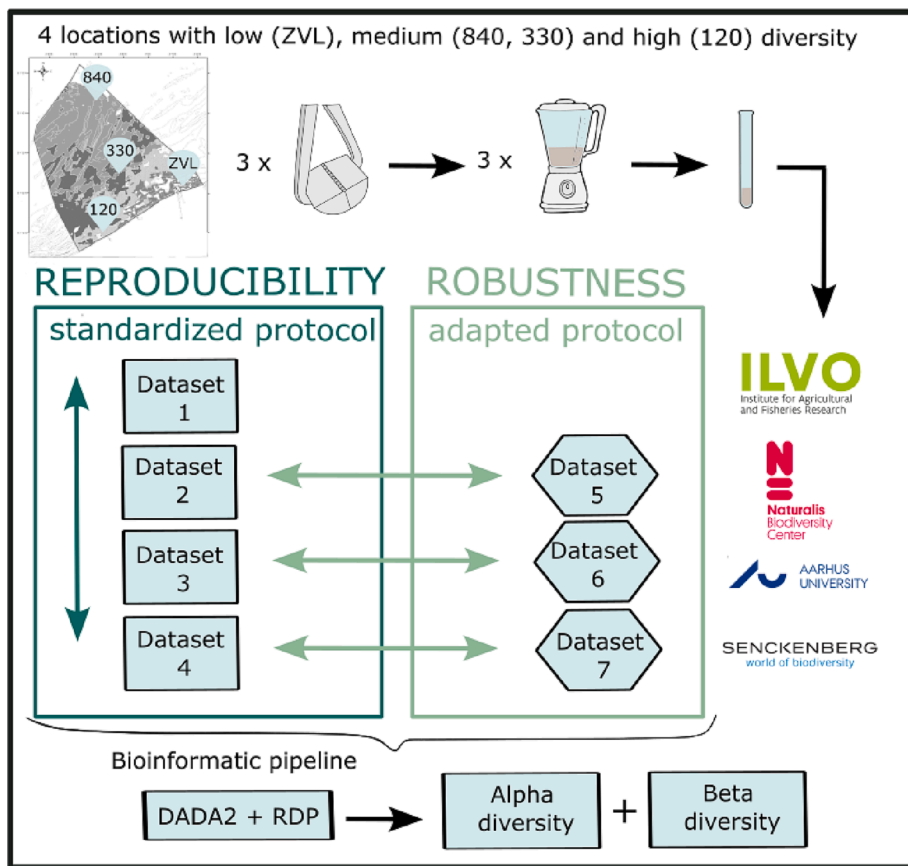 4 locations with low (ZVL), medium (840, 330) and high (120) diversity
840
330
ZVL
120
3 x
3 x
REPRODUCIBILITY
standardized protocol
ROBUSTNESS
adapted protocol
Dataset
1
Dataset
2
Dataset
3
Dataset
4
Dataset
5
Dataset
6
Dataset
7
ILVO
Institute for Agricultural
and Fisheries Research
Naturalis
Biodiversity
Center
AARHUS
UNIVERSITY
SENCKENBERG
world of biodiversity
Bioinformatic pipeline
DADA2 + RDP
Alpha
diversity
+
Beta
diversity